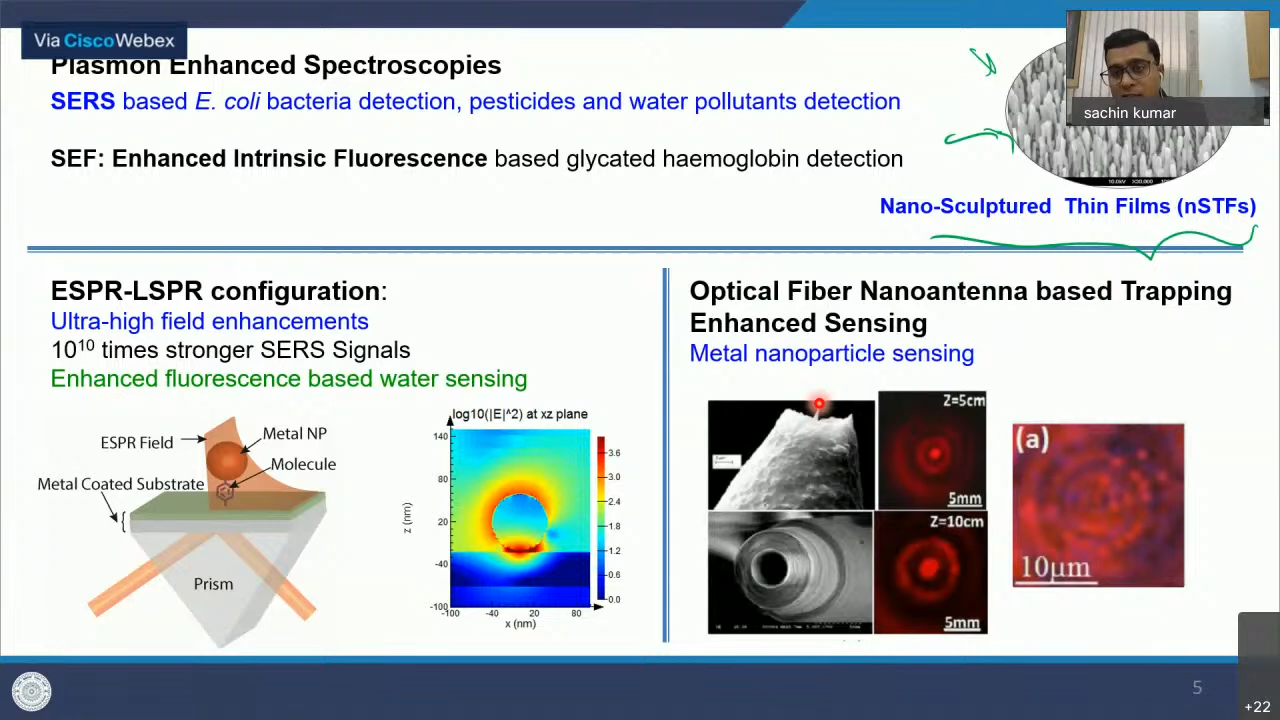 Via CiscoWebex
Plasmon Enhanced Spectroscopies
SERS based E. coli bacteria detection, pesticides and water pollutants detection
sachin kumar
SEF: Enhanced Intrinsic Fluorescence based glycated haemoglobin detection
Nano-Sculptured Thin Films (nSTFs)
ESPR-LSPR configuration:
Ultra-high field enhancements
10¹⁰ times stronger SERS Signals
Enhanced fluorescence based water sensing
Optical Fiber Nanoantenna based Trapping
Enhanced Sensing
Metal nanoparticle sensing
ESPR Field
Metal NP
Molecule
Metal Coated Substrate
Prism
log10(|E|^2) at xz plane
140
80
20
-40
-100
z (nm)
-100
-40
20
80
x (nm)
3.6
3.0
2.4
1.8
1.2
0.6
0.0
Z=5cm
5mm
Z=10cm
5mm
(a)
10μm
5
+22